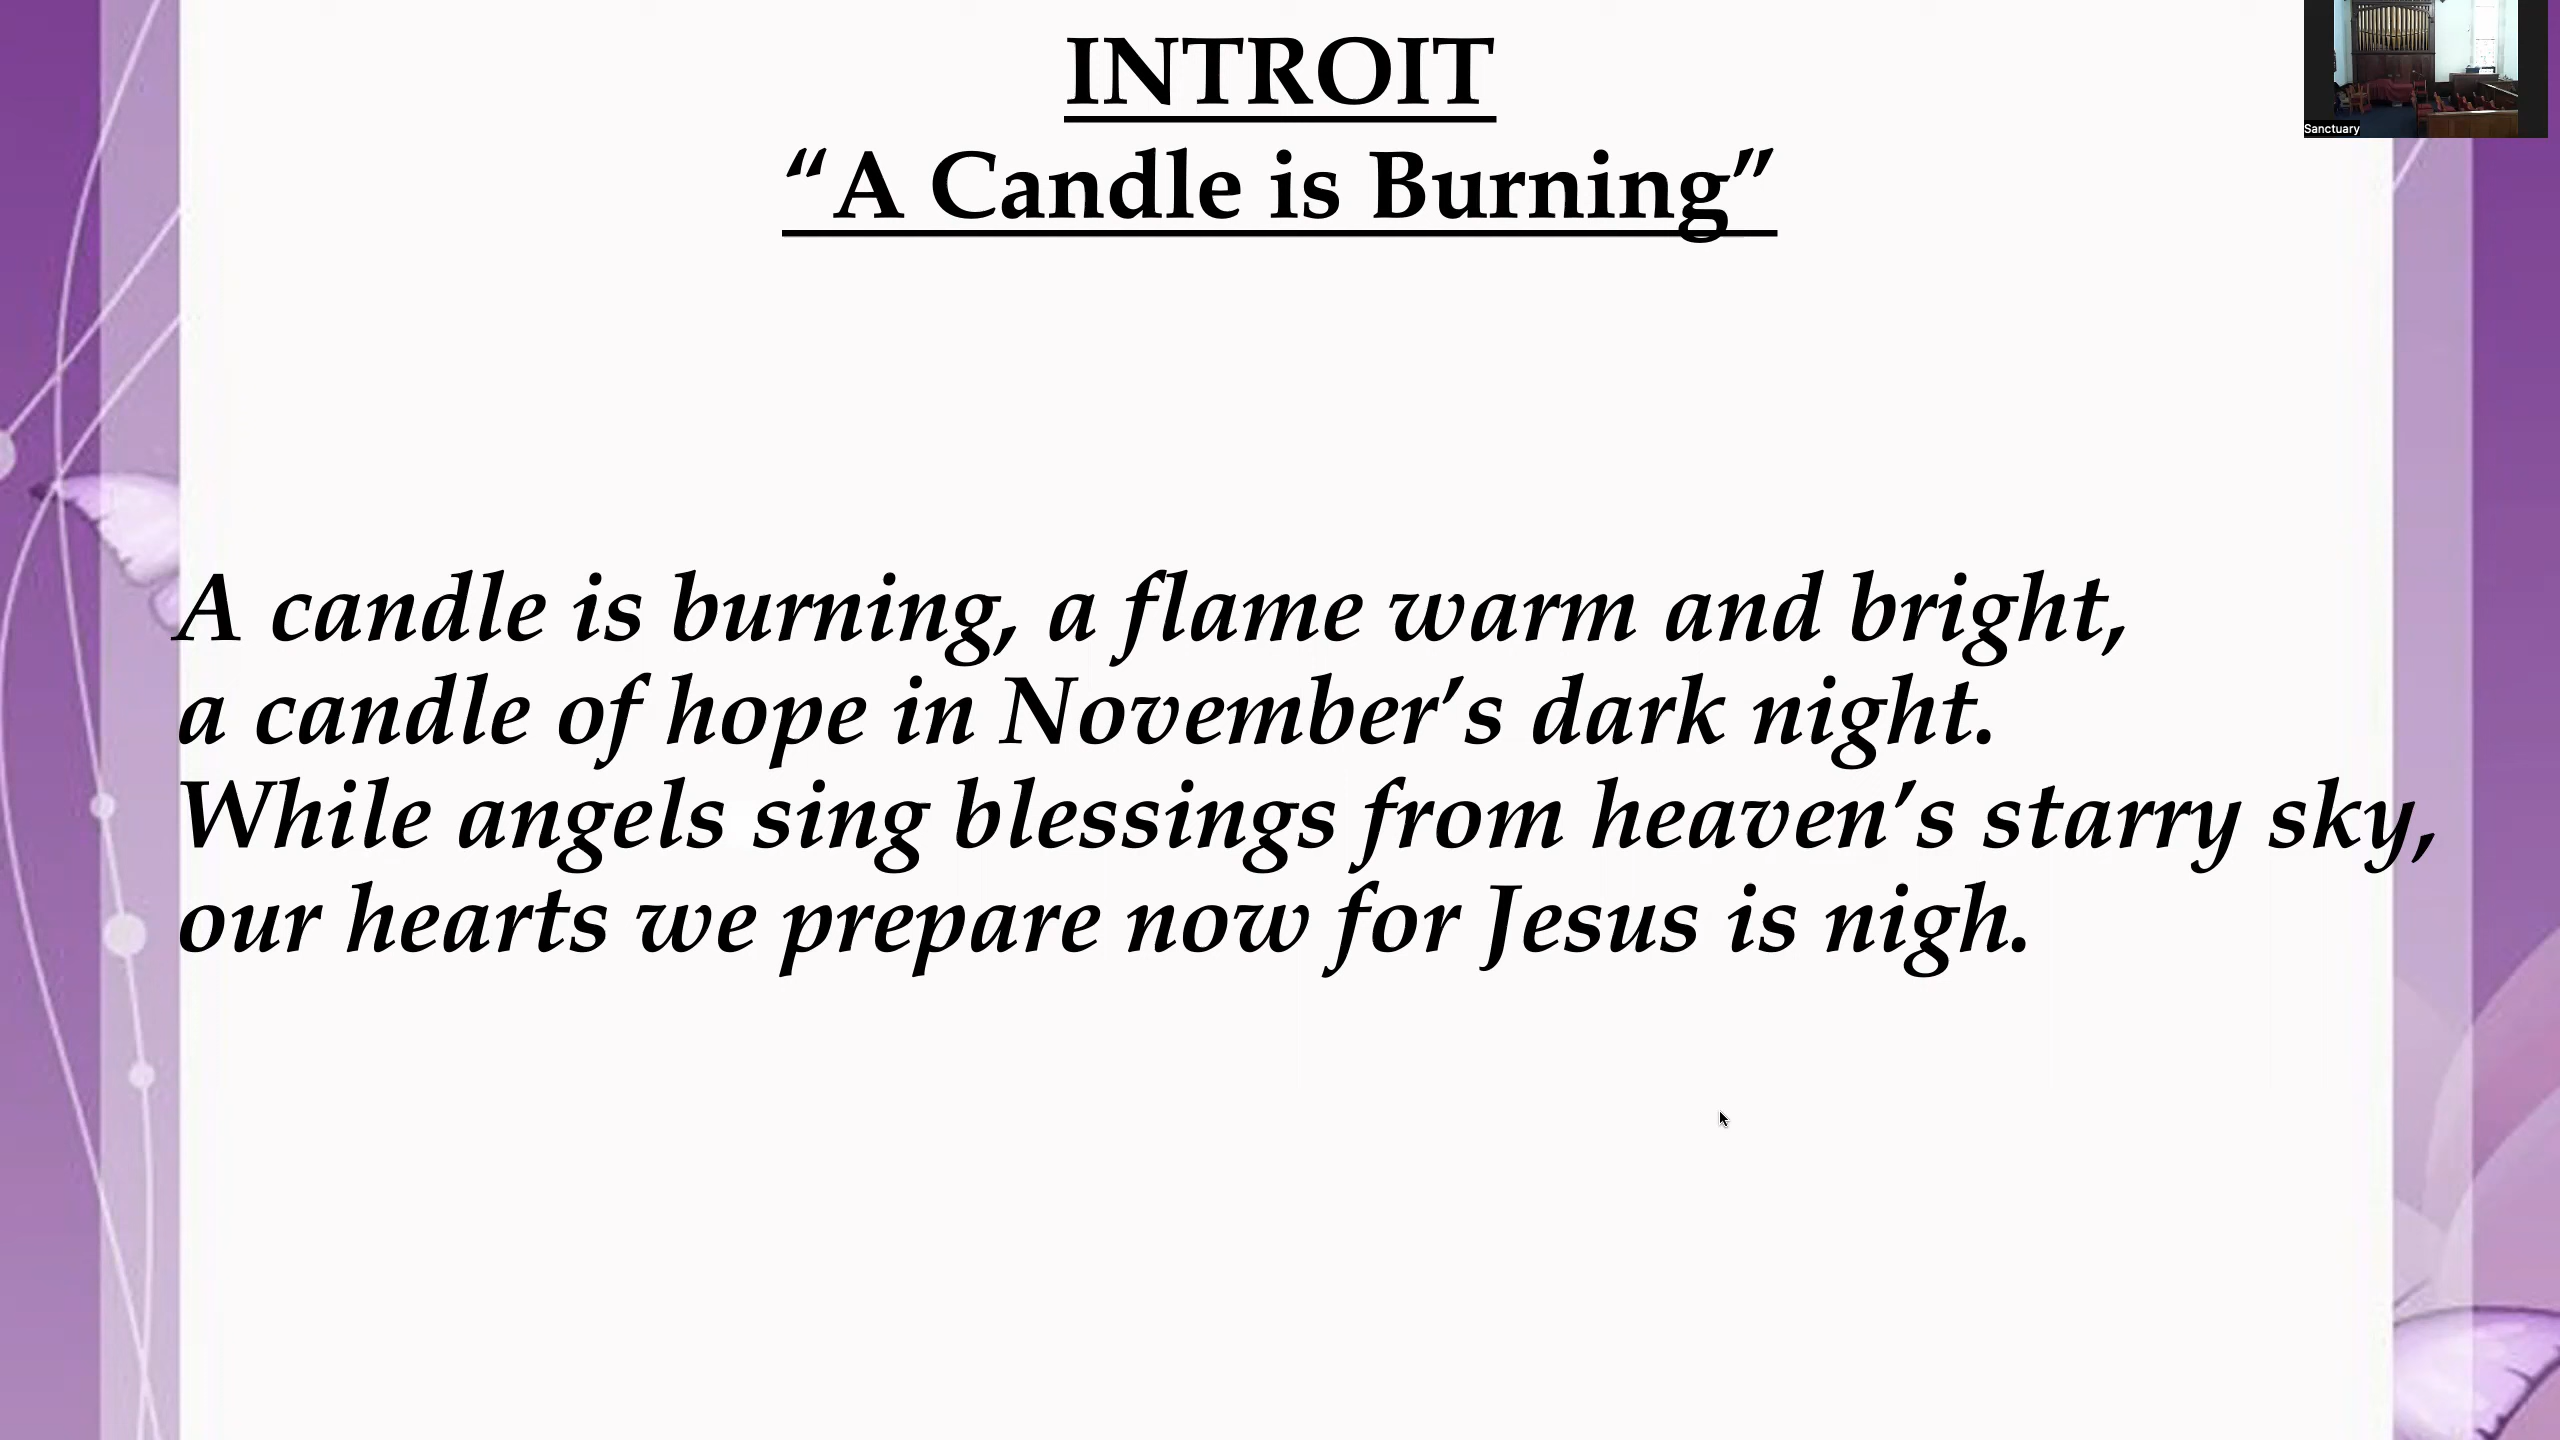 INTROIT
“A Candle is Burning”
Sanctuary
A candle is burning, a flame warm and bright,
a candle of hope in November’s dark night.
While angels sing blessings from heaven’s starry sky,
our hearts we prepare now for Jesus is nigh.